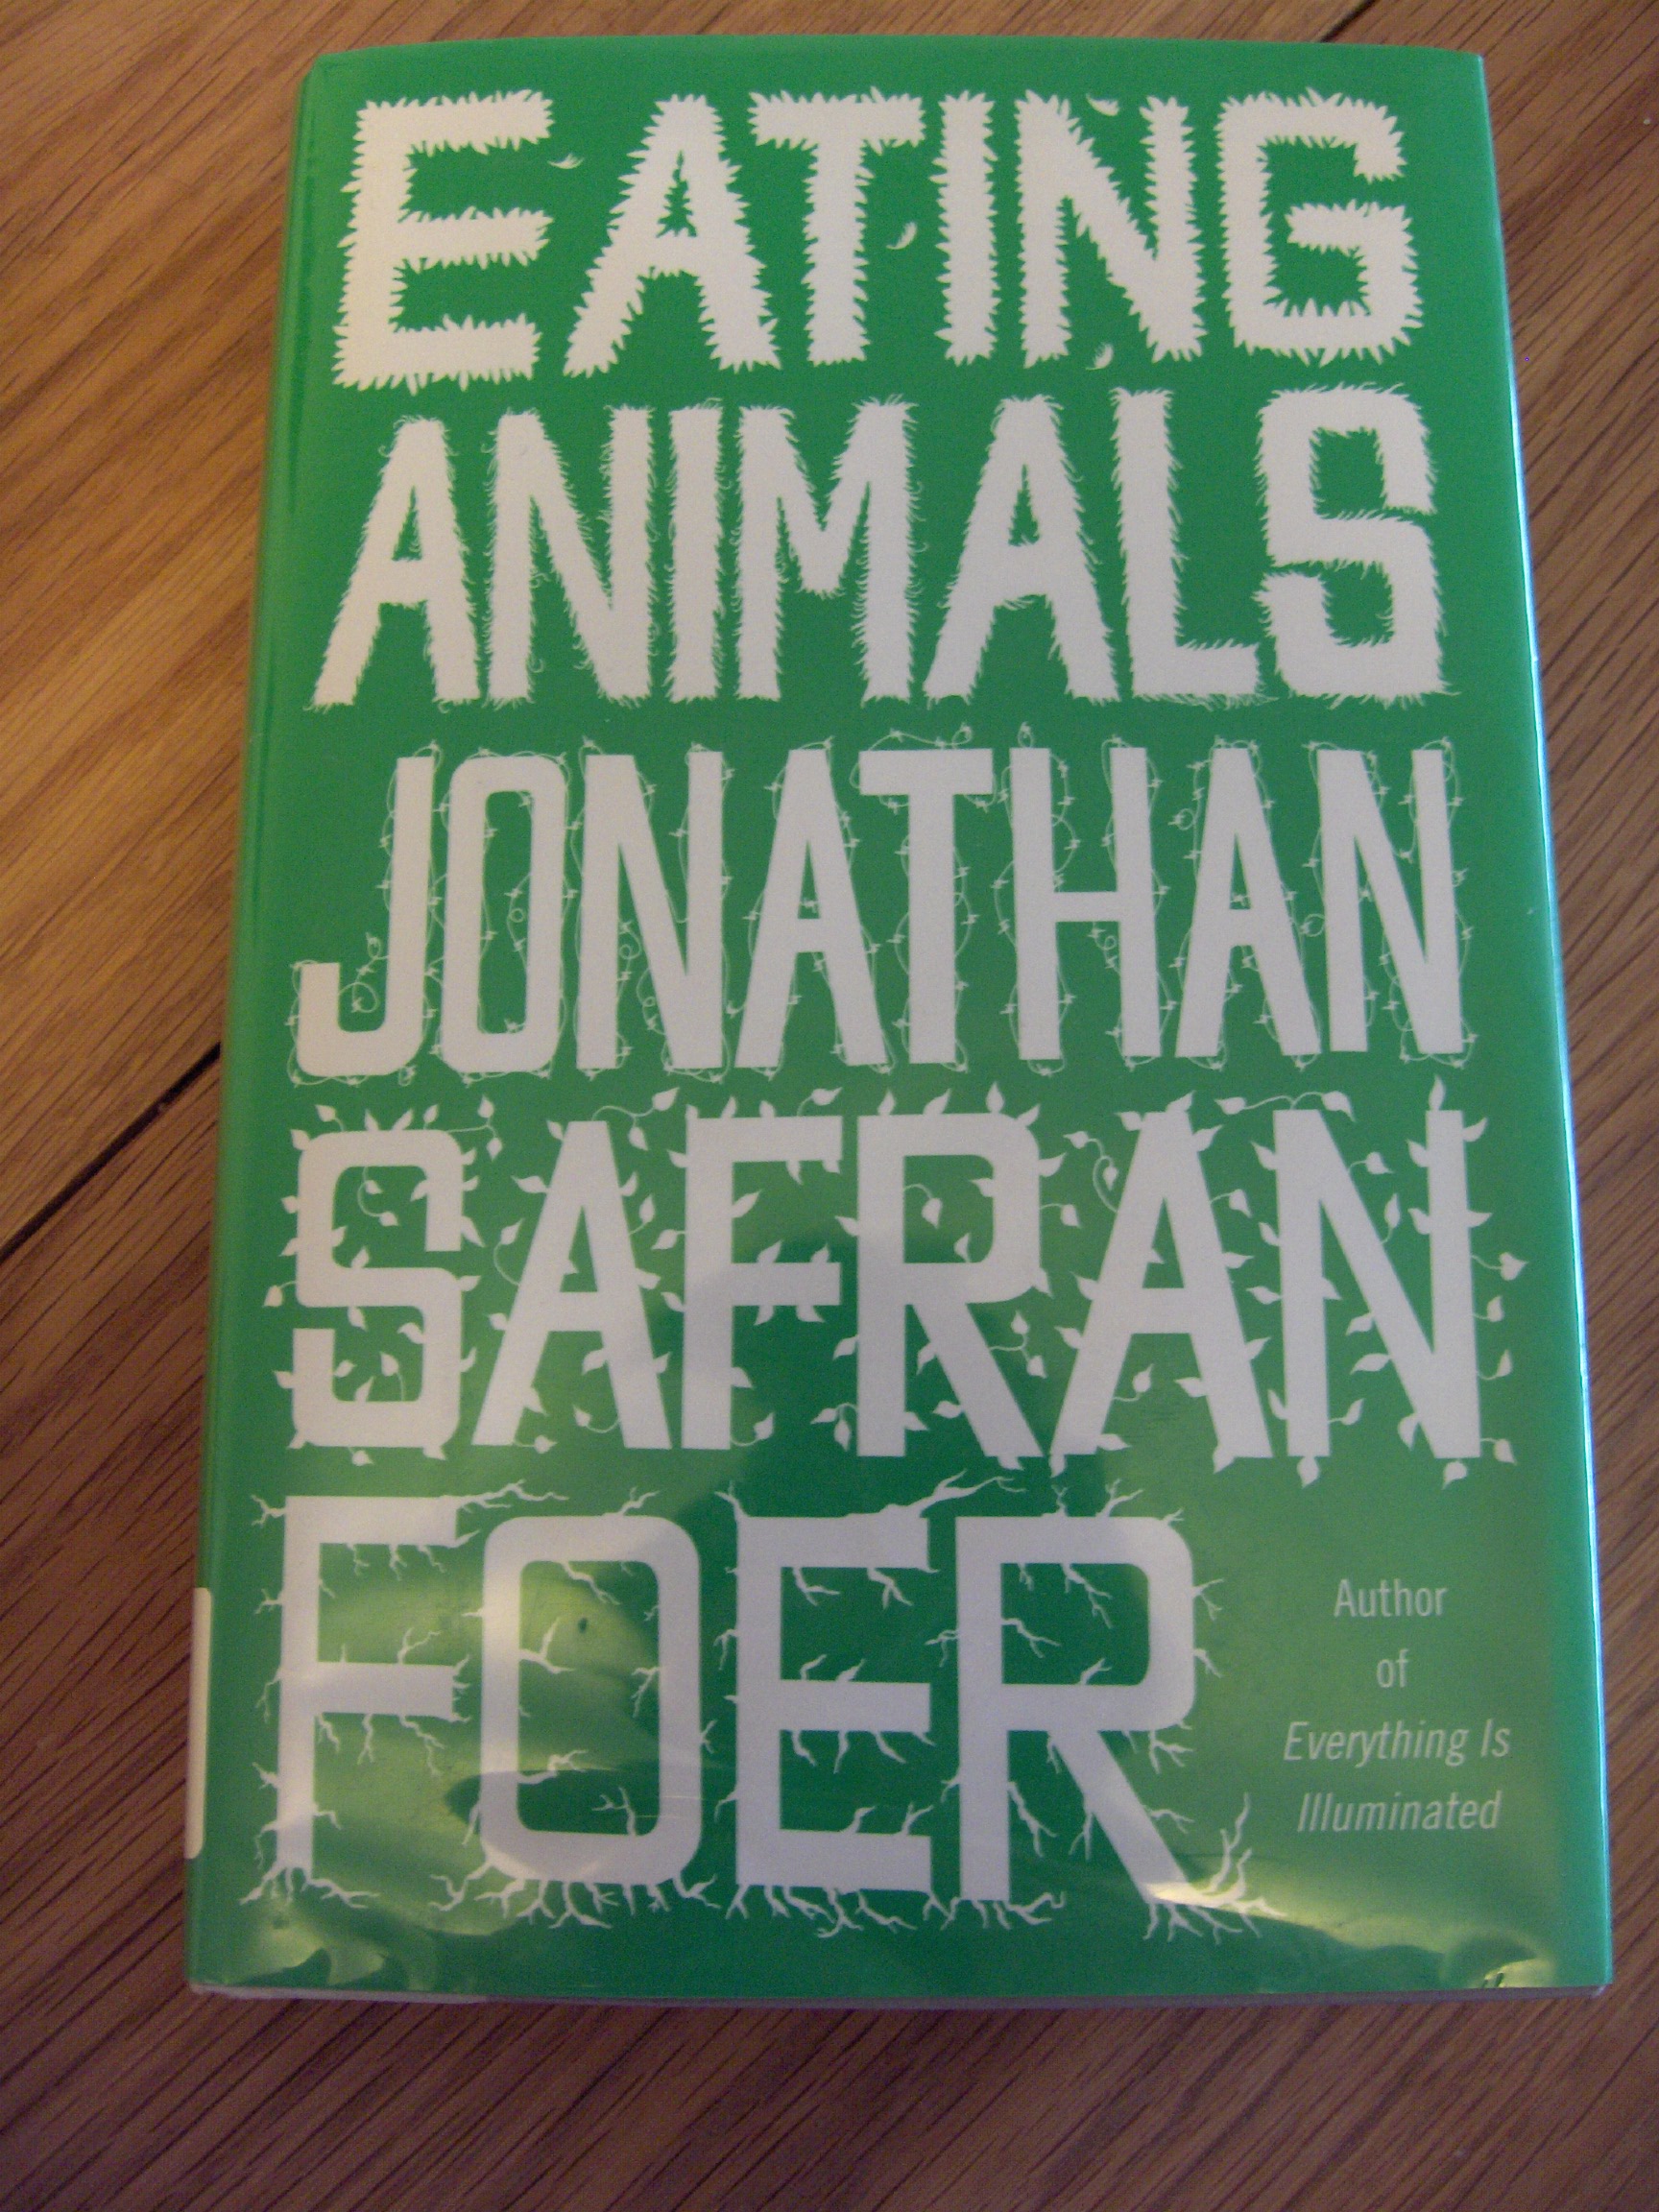 EATING
ANIMALS
JONATHAN
SAFRAN
FOER
Author
of
Everything Is
Illuminated